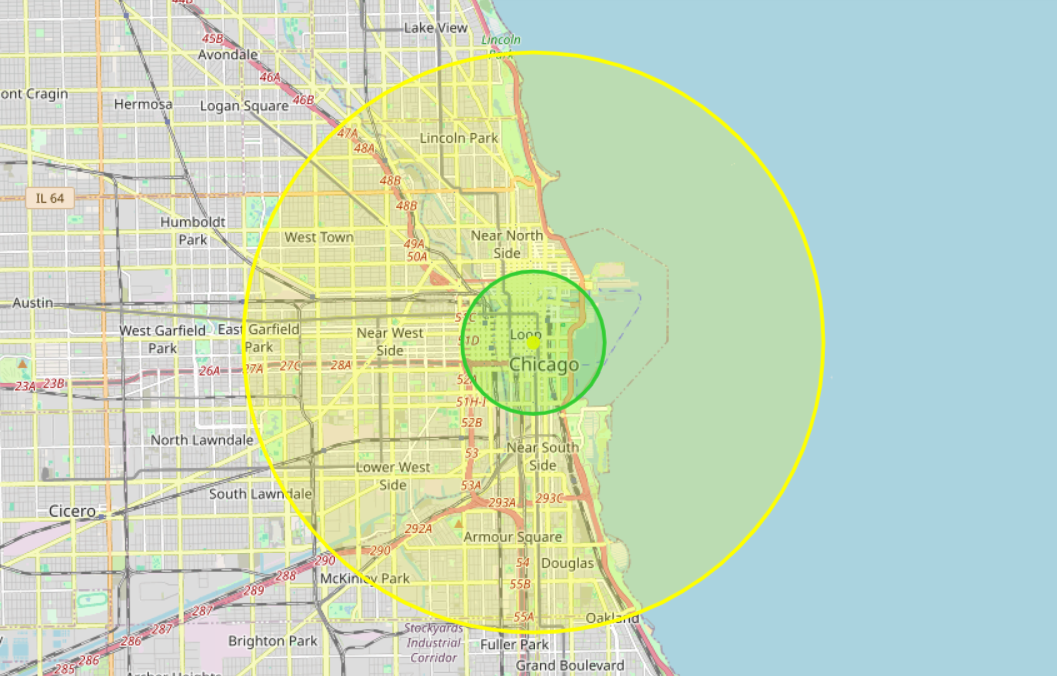 44B
Lake View
45B
Lincoln
Park
Avondale
46A
ont Cragin
Hermosa
Logan Square
46B
47A
Lincoln Park
48A
48B
IL 64
48B
Humboldt
Park
West Town
Near North
Side
49A
50A
Austin
51C
West Garfield
Park
East Garfield
Park
Near West
Side
51D
Loop
Chicago
23A
23B
26A
27A
27C
28A
52A
51H-I
52B
North Lawndale
Near South
Side
53
Lower West
Side
53A
South Lawndale
293A
293C
Cicero
292A
Armour Square
290
290
54
Douglas
288
McKinley Park
55B
289
287
55A
Oakland
287
286
Brighton Park
Stockyards
Industrial
Corridor
Fuller Park
286
285
Grand Boulevard
Archer Heights